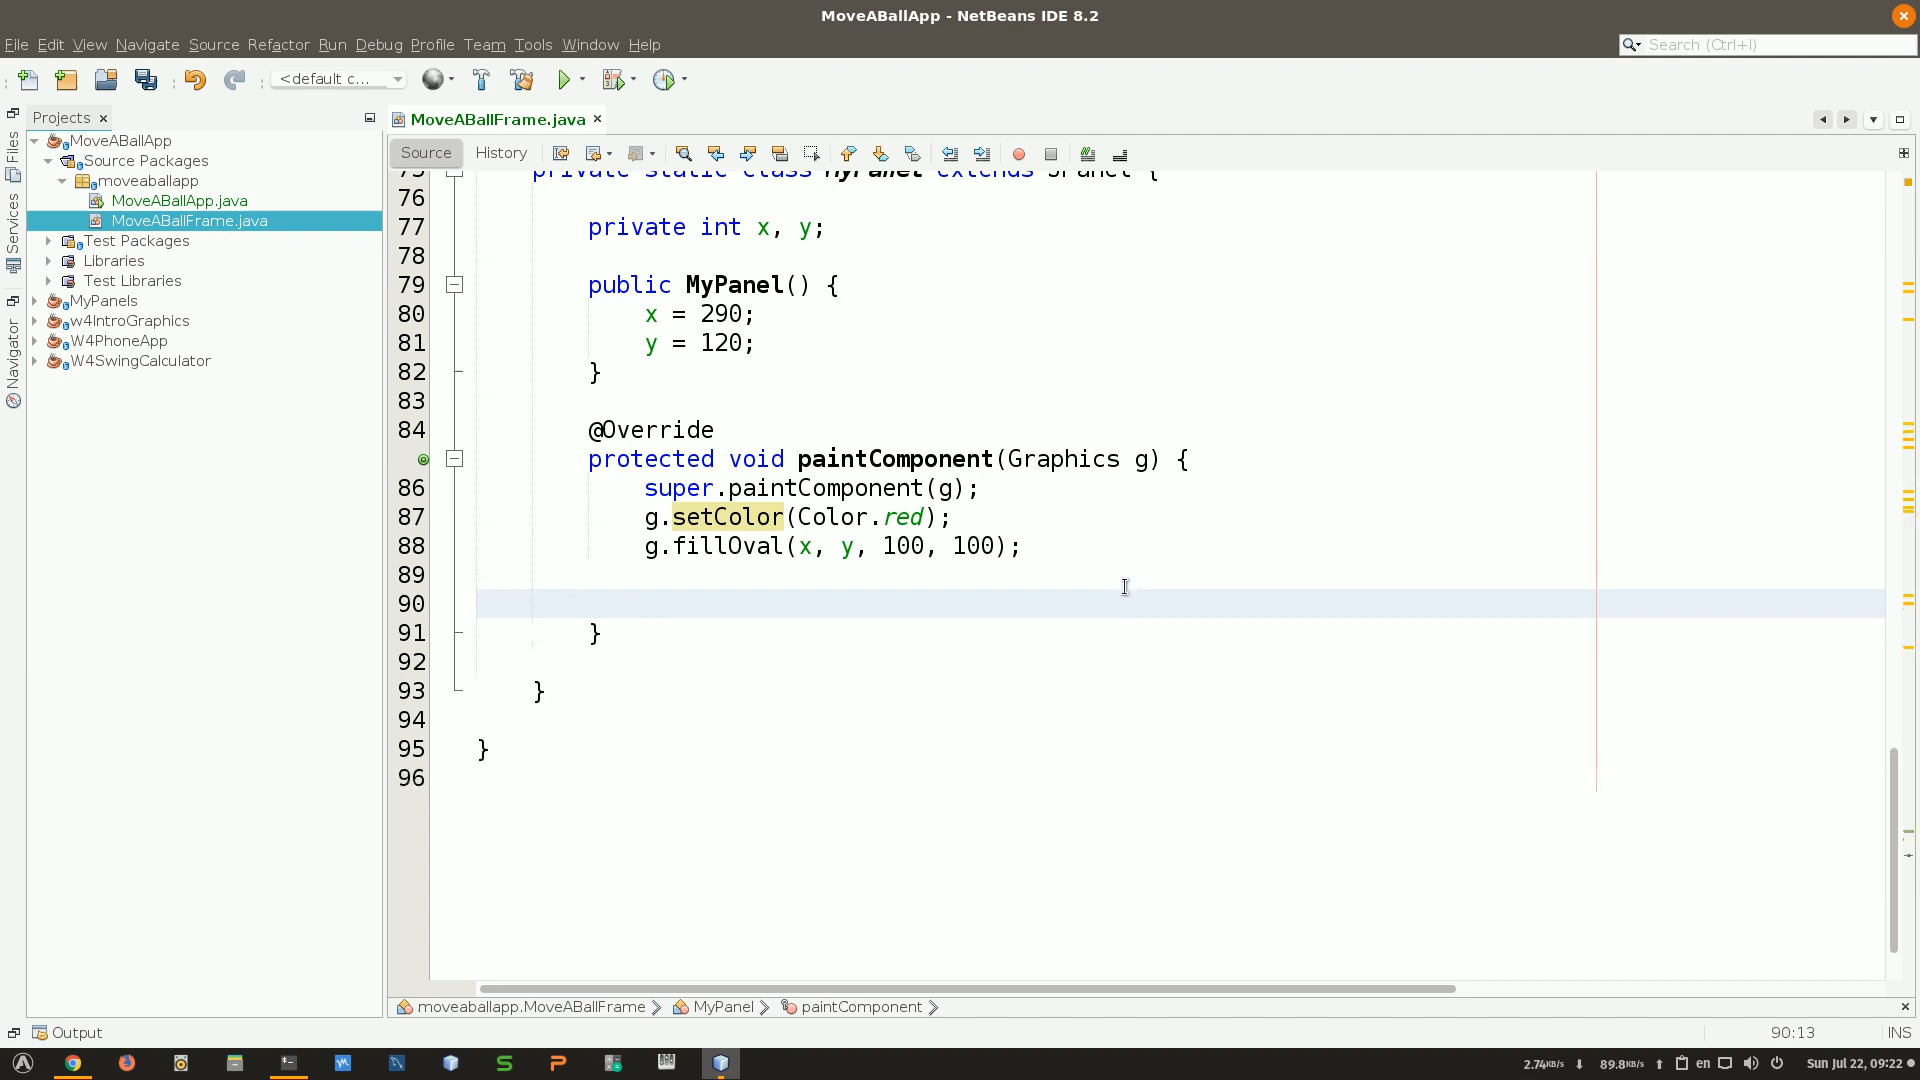 MoveABallApp - NetBeans IDE 8.2
File Edit View Navigate Source Refactor Run Debug Profile Team Tools Window Help
Search (Ctrl+I)
<default c...
Projects
MoveABallFrame.java
Files
Services
Navigator
MoveABallApp
Source Packages
moveaballapp
MoveABallApp.java
MoveABallFrame.java
Test Packages
Libraries
Test Libraries
MyPanels
w4IntroGraphics
W4PhoneApp
W4SwingCalculator
Source History
75 private static class MyPanel extends JPanel {
76
77 private int x, y;
78
79 public MyPanel() {
80 x = 290;
81 y = 120;
82 }
83
84 @Override
protected void paintComponent(Graphics g) {
86 super.paintComponent(g);
87 g.setColor(Color.red);
88 g.fillOval(x, y, 100, 100);
89
90
91 }
92
93 }
94
95 }
96
moveaballapp.MoveABallFrame MyPanel paintComponent
Output
90:13 INS
2.74KB/s 89.8KB/s en Sun Jul 22, 09:22